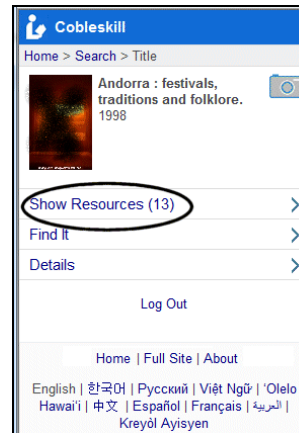 Cobleskill
Home > Search > Title
Andorra : festivals,
traditions and folklore.
1998
Show Resources (13)
Find It
Details
Log Out
Home | Full Site | About
English | 한국어 | Русский | Việt Ngữ | 'Olelo
Hawai'i | 中文 | Español | Français | العربية |
Kreyòl Ayisyen